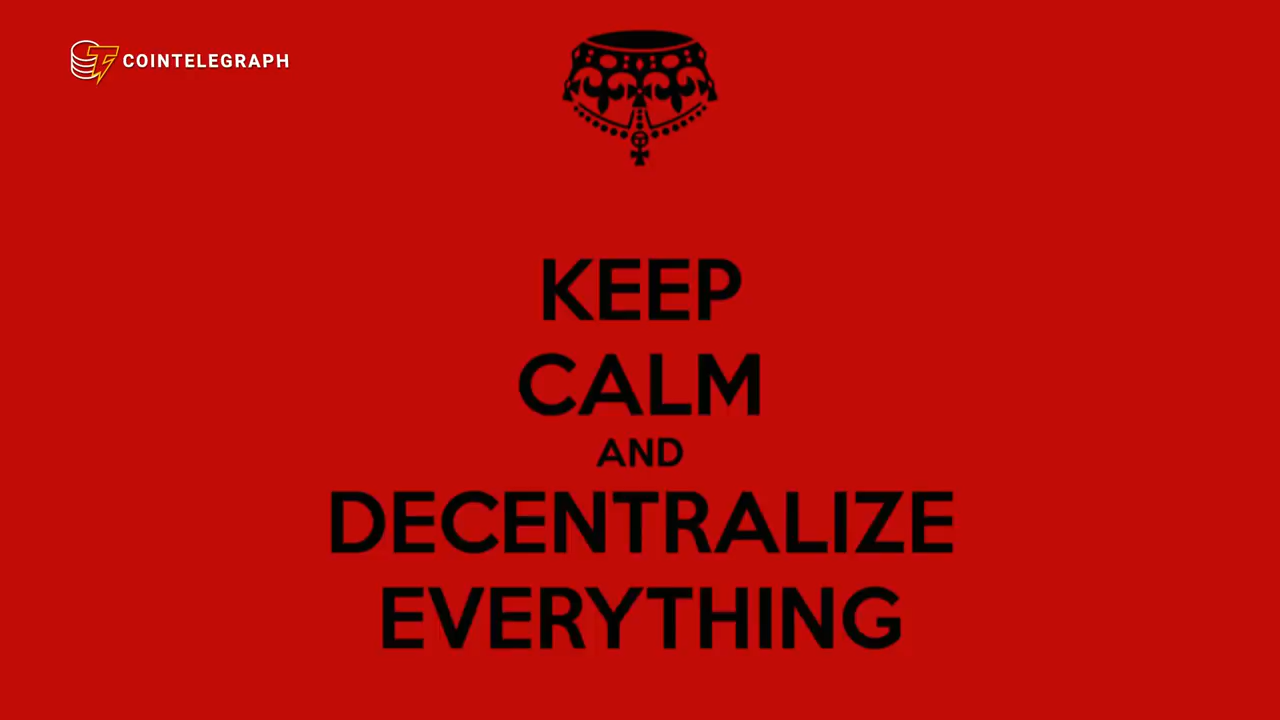 COINTELEGRAPH
KEEP
CALM
AND
DECENTRALIZE
EVERYTHING